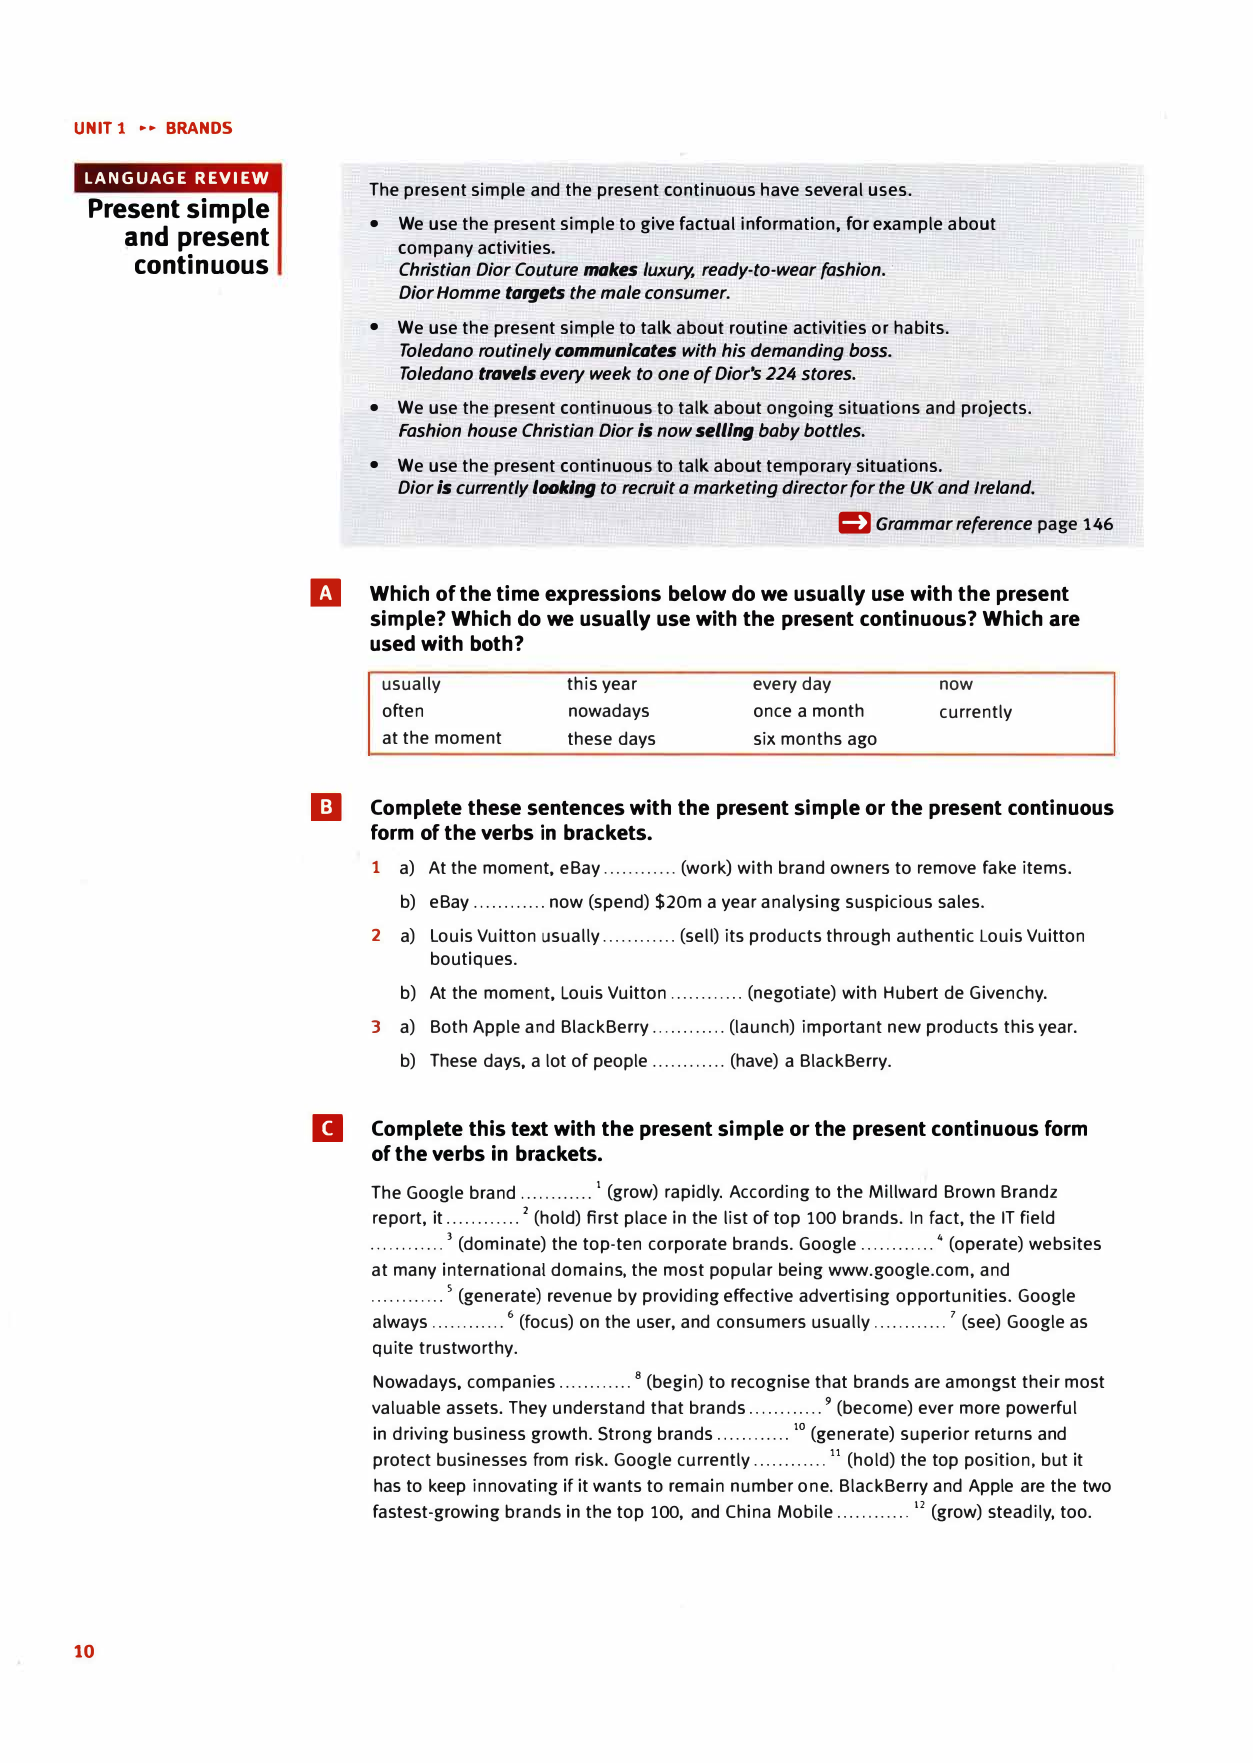 UNIT 1 ▸▸ BRANDS
LANGUAGE REVIEW
Present simple
and present
continuous
The present simple and the present continuous have several uses.
• We use the present simple to give factual information, for example about
company activities.
Christian Dior Couture makes luxury, ready-to-wear fashion.
Dior Homme targets the male consumer.
• We use the present simple to talk about routine activities or habits.
Toledano routinely communicates with his demanding boss.
Toledano travels every week to one of Dior's 224 stores.
• We use the present continuous to talk about ongoing situations and projects.
Fashion house Christian Dior is now selling baby bottles.
• We use the present continuous to talk about temporary situations.
Dior is currently looking to recruit a marketing director for the UK and Ireland.
Grammar reference page 146
A Which of the time expressions below do we usually use with the present
simple? Which do we usually use with the present continuous? Which are
used with both?
usually this year every day now
often nowadays once a month currently
at the moment these days six months ago
B Complete these sentences with the present simple or the present continuous
form of the verbs in brackets.
1 a) At the moment, eBay ............ (work) with brand owners to remove fake items.
b) eBay ............ now (spend) $20m a year analysing suspicious sales.
2 a) Louis Vuitton usually ............ (sell) its products through authentic Louis Vuitton
boutiques.
b) At the moment, Louis Vuitton ............ (negotiate) with Hubert de Givenchy.
3 a) Both Apple and BlackBerry ............ (launch) important new products this year.
b) These days, a lot of people ............ (have) a BlackBerry.
C Complete this text with the present simple or the present continuous form
of the verbs in brackets.
The Google brand ............ ¹ (grow) rapidly. According to the Millward Brown Brandz
report, it ............ ² (hold) first place in the list of top 100 brands. In fact, the IT field
............ ³ (dominate) the top-ten corporate brands. Google ............ ⁴ (operate) websites
at many international domains, the most popular being www.google.com, and
............ ⁵ (generate) revenue by providing effective advertising opportunities. Google
always ............ ⁶ (focus) on the user, and consumers usually ............ ⁷ (see) Google as
quite trustworthy.
Nowadays, companies ............ ⁸ (begin) to recognise that brands are amongst their most
valuable assets. They understand that brands ............ ⁹ (become) ever more powerful
in driving business growth. Strong brands ............ ¹⁰ (generate) superior returns and
protect businesses from risk. Google currently ............ ¹¹ (hold) the top position, but it
has to keep innovating if it wants to remain number one. BlackBerry and Apple are the two
fastest-growing brands in the top 100, and China Mobile ............ ¹² (grow) steadily, too.
10